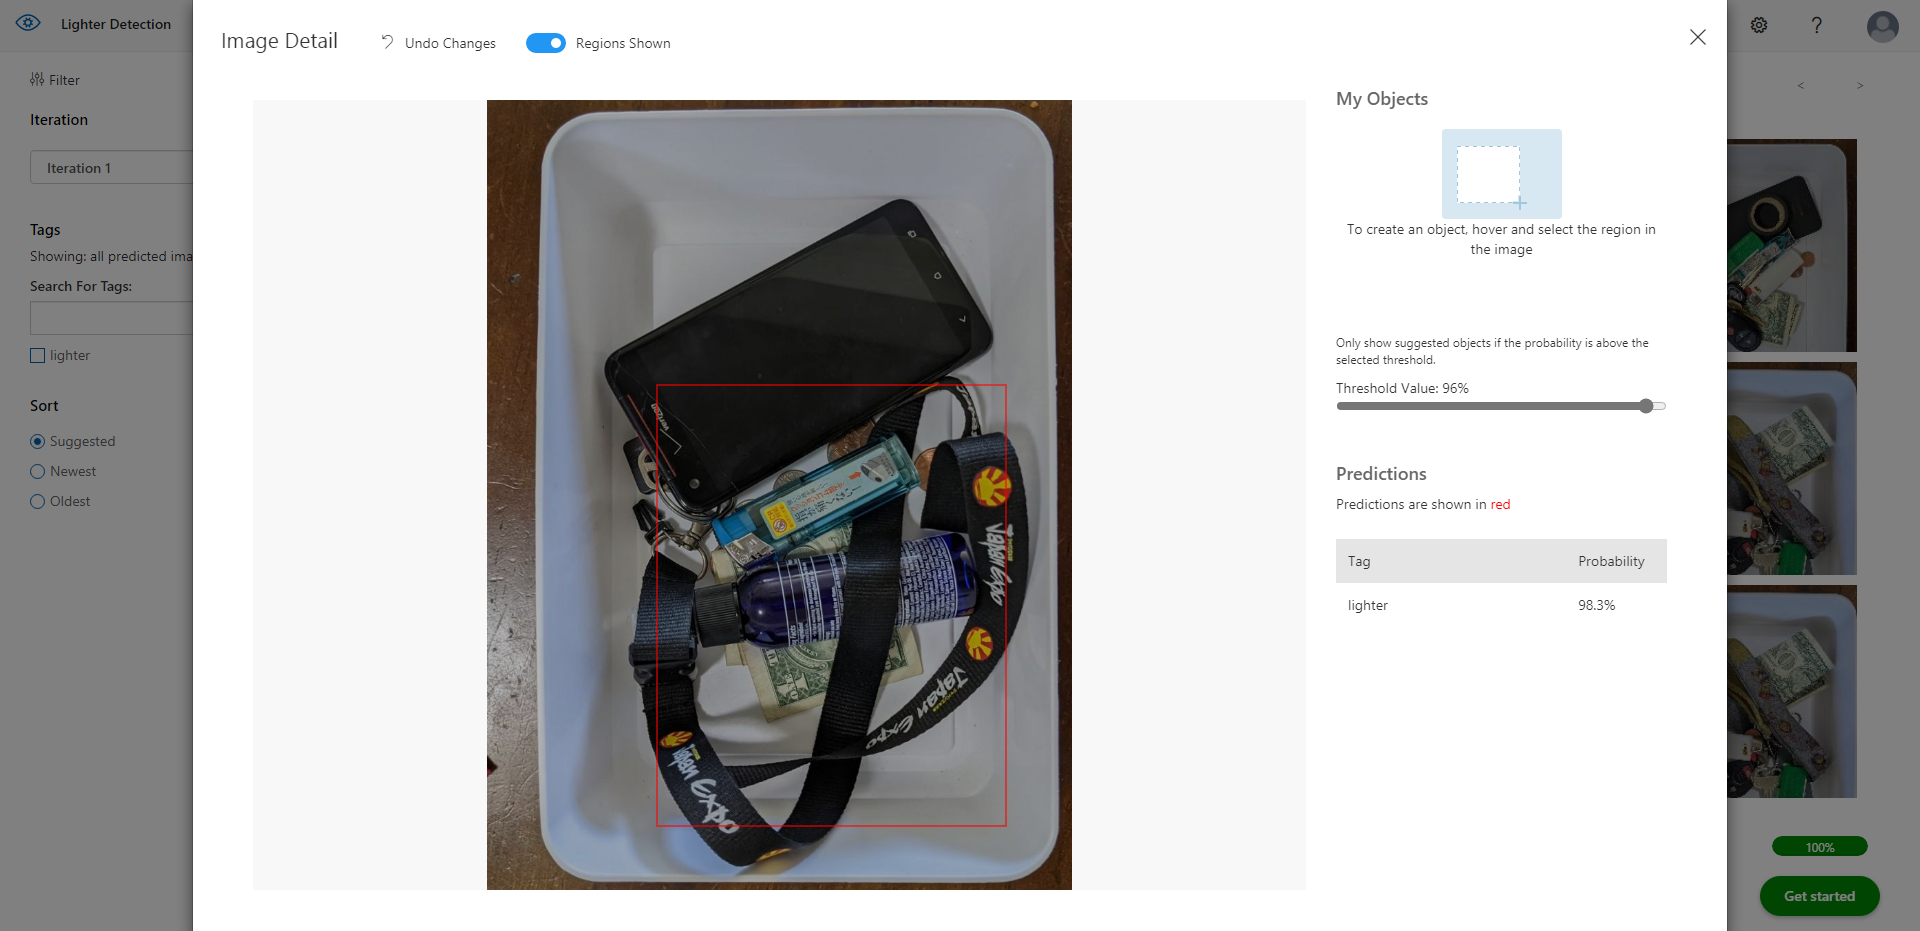 Lighter Detection
Image Detail
Undo Changes
Regions Shown
Filter
Iteration
Iteration 1
Tags
Showing: all predicted ima
Search For Tags:
lighter
Sort
Suggested
Newest
Oldest
My Objects
To create an object, hover and select the region in
the image
Only show suggested objects if the probability is above the
selected threshold.
Threshold Value: 96%
Predictions
Predictions are shown in red
Tag
Probability
lighter
98.3%
verizon
Japan Expo
Japan Expo
Japan Expo
100%
Get started